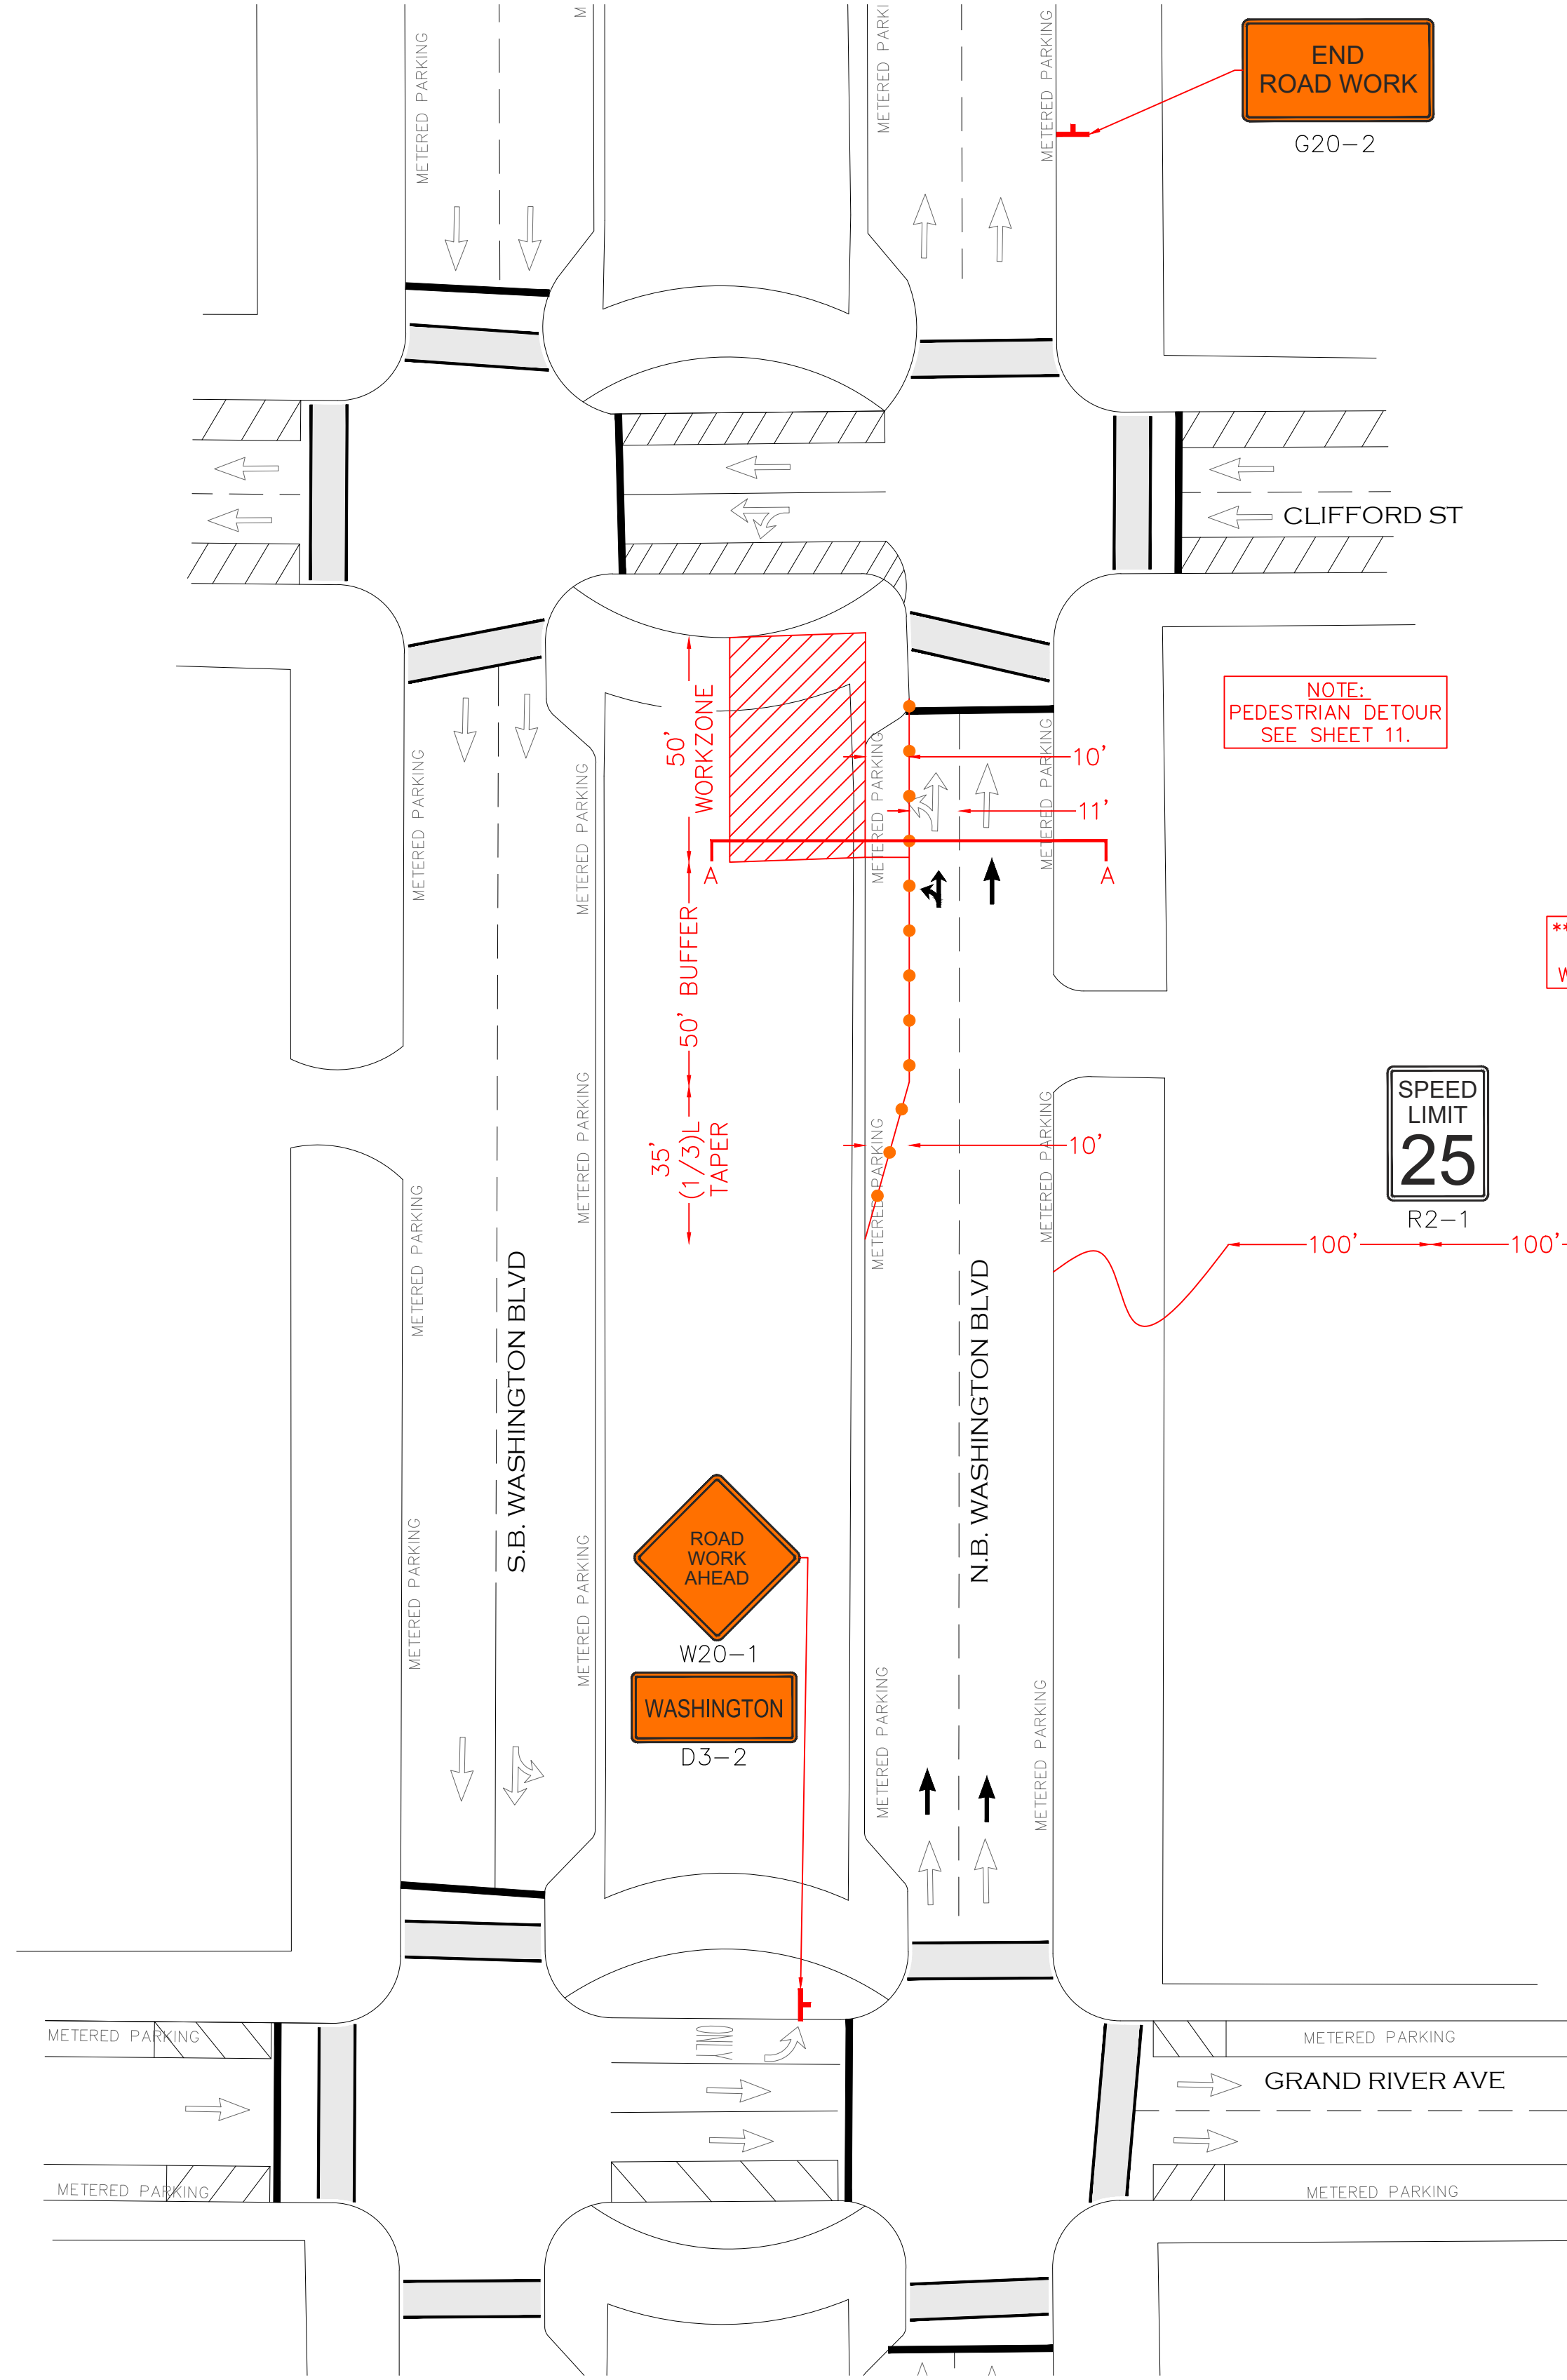 METERED PARKING
M
METERED PARKI
METERED PARKING
END
ROAD WORK
G20-2
CLIFFORD ST
NOTE:
PEDESTRIAN DETOUR
SEE SHEET 11.
50'
WORKZONE
METERED PARKING
METERED PARKING
METERED PARKING
METERED PARKING
10'
11'
A
A
50' BUFFER
**
W
35'
(1/3)L
TAPER
METERED PARKING
METERED PARKING
METERED PARKING
METERED PARKING
10'
SPEED
LIMIT
25
R2-1
100'
100'
S.B. WASHINGTON BLVD
N.B. WASHINGTON BLVD
ROAD
WORK
AHEAD
W20-1
WASHINGTON
D3-2
METERED PARKING
METERED PARKING
METERED PARKING
METERED PARKING
METERED PARKING
ONLY
METERED PARKING
GRAND RIVER AVE
METERED PARKING
METERED PARKING